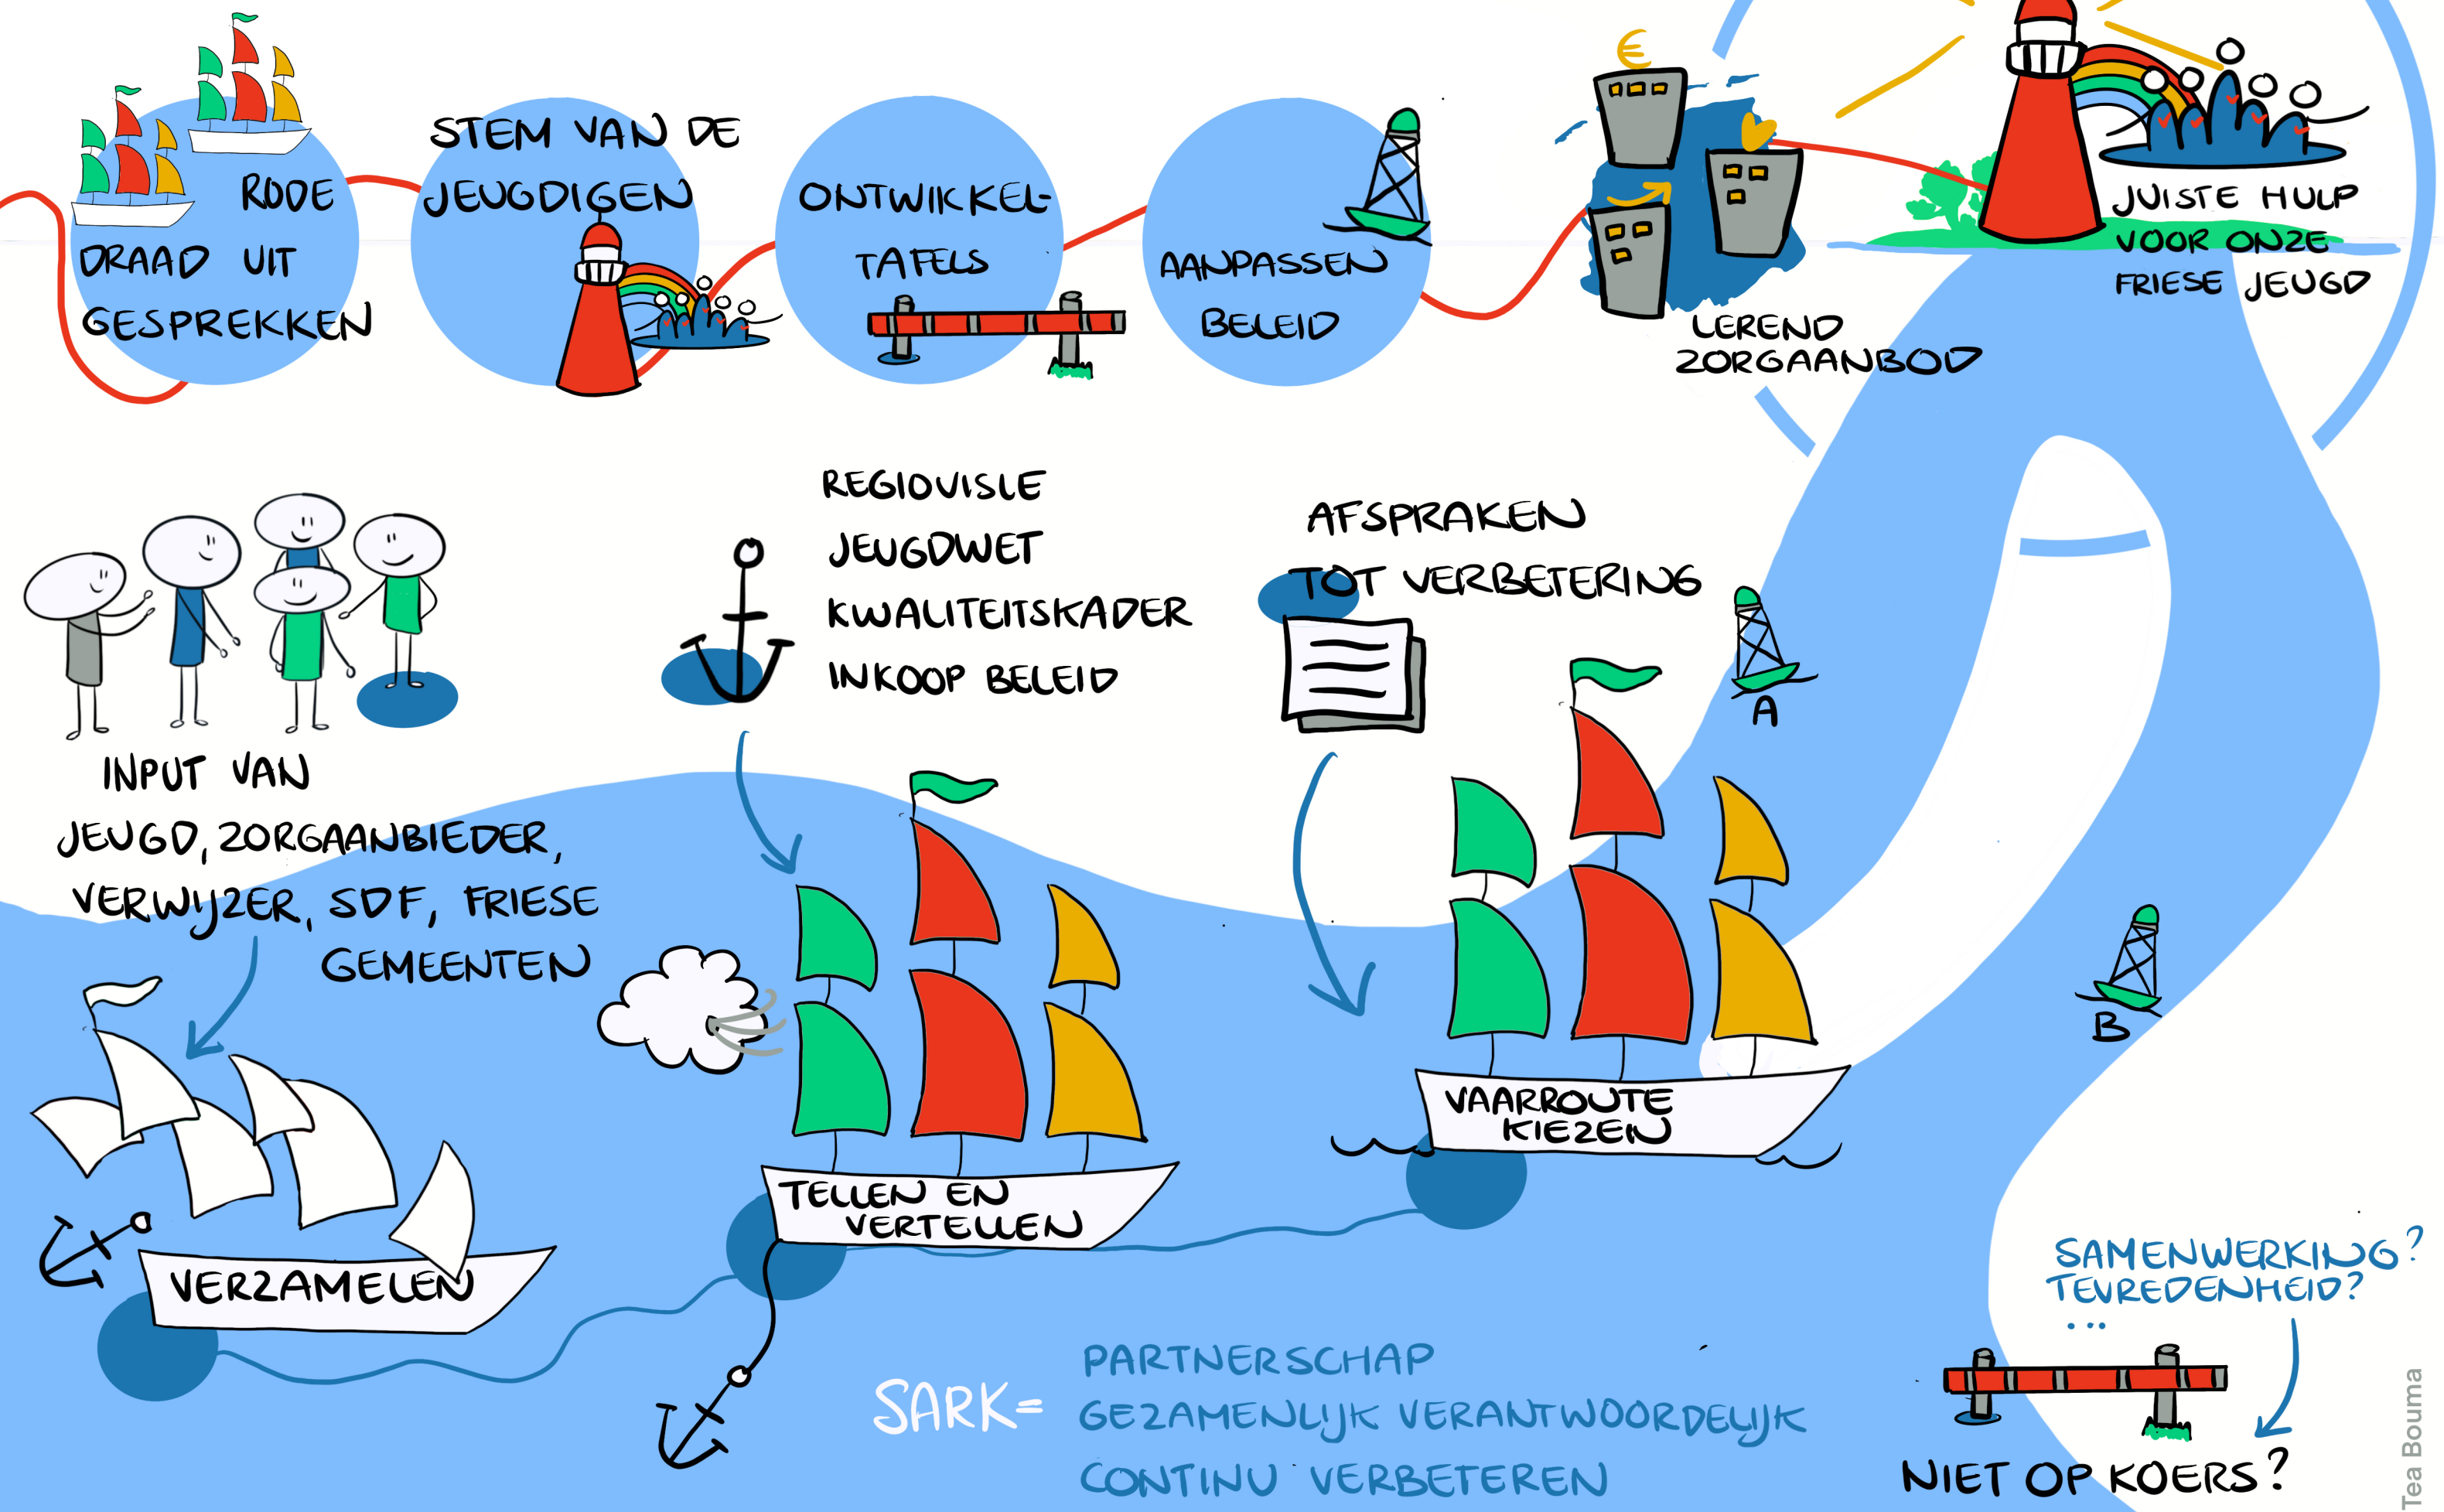 RODE
DRAAD UIT
GESPREKKEN
STEM VAN DE
JEUGDIGEN
ONTWIKKEL-
TAFELS
AANPASSEN
BELEID
€
LEREND
ZORGAANBOD
JUISTE HULP
VOOR ONZE
FRIESE JEUGD
INPUT VAN
JEUGD, ZORGAANBIEDER,
VERWIJZER, SDF, FRIESE
GEMEENTEN
REGIOVISIE
JEUGDWET
KWALITEITSKADER
INKOOP BELEID
AFSPRAKEN
TOT VERBETERING
A
B
VERZAMELEN
TELLEN EN
VERTELLEN
VAARROUTE
KIEZEN
SARK=
PARTNERSCHAP
GEZAMENLIJK VERANTWOORDELIJK
CONTINU VERBETEREN
SAMENWERKING?
TEVREDENHEID?
...
NIET OP KOERS?
Tea Bouma